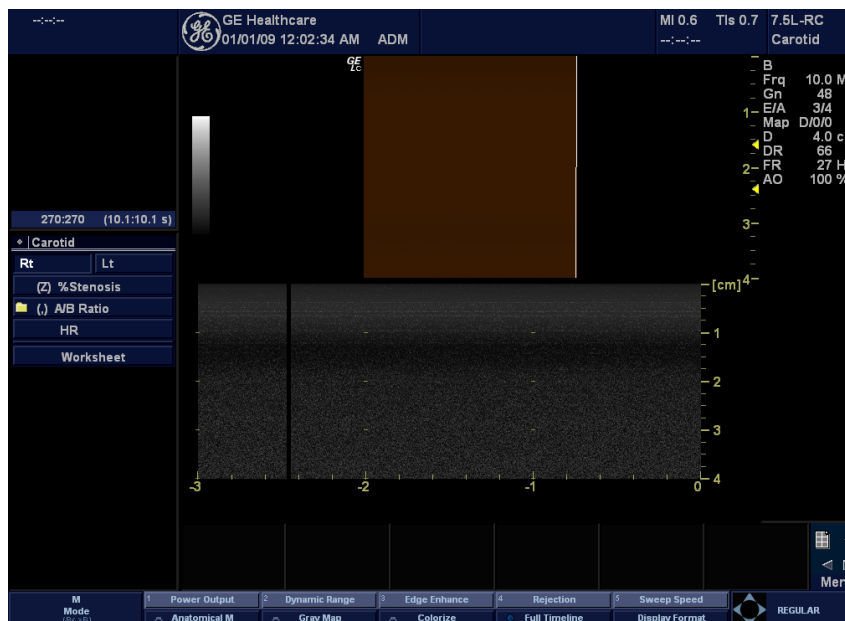 --:--:--
GE Healthcare
01/01/09 12:02:34 AM ADM
MI 0.6 TIs 0.7
--:--:--
7.5L-RC
Carotid
GE
LC
B
Frq 10.0 M
Gn 48
E/A 3/4
Map D/0/0
D 4.0 c
DR 66
FR 27 H
AO 100 %
1
2
3
4
270:270 (10.1:10.1 s)
Carotid
Rt Lt
(Z) %Stenosis
(,) A/B Ratio
HR
Worksheet
[cm]
1
2
3
4
-3 -2 -1 0
Men
M
Mode
1 Power Output 2 Dynamic Range 3 Edge Enhance 4 Rejection 5 Sweep Speed
Anatomical M Gray Map Colorize Full Timeline Display Format
REGULAR